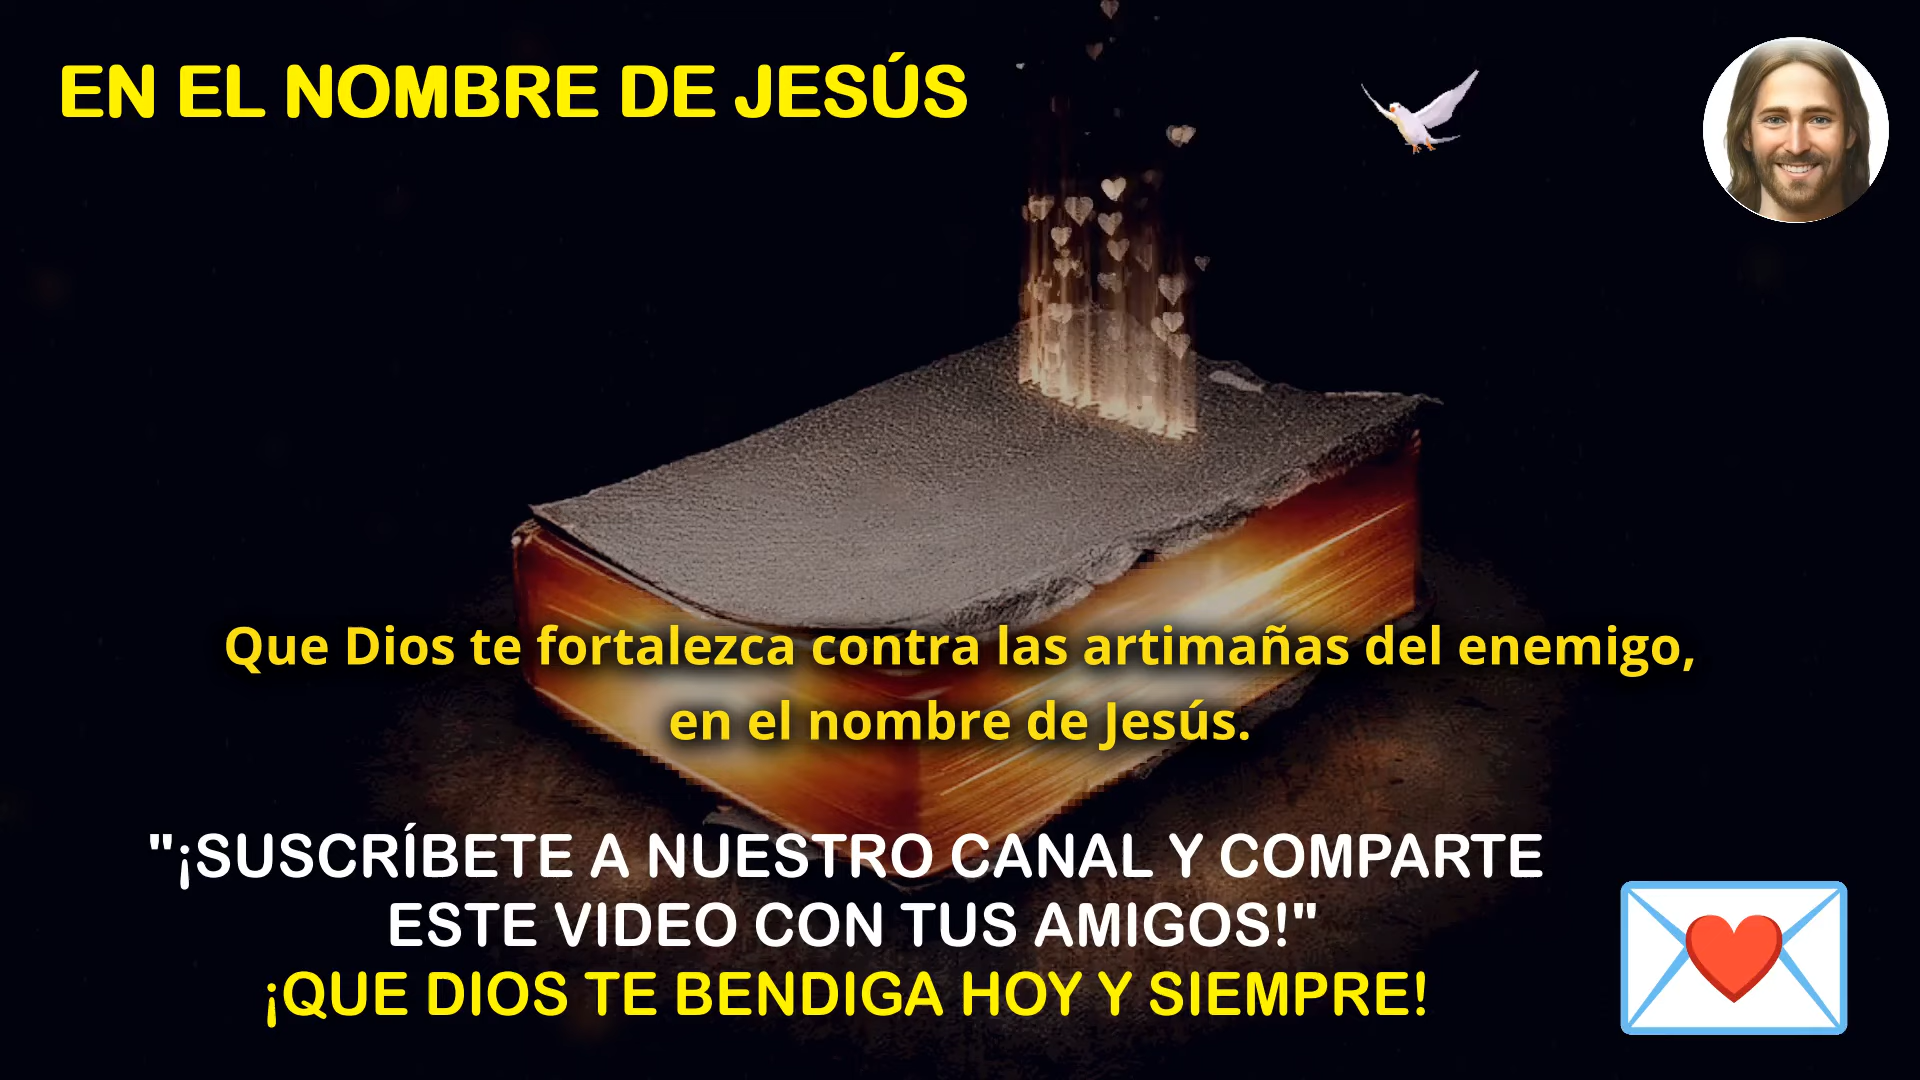 EN EL NOMBRE DE JESÚS
Que Dios te fortalezca contra las artimañas del enemigo,
en el nombre de Jesús.
"¡SUSCRÍBETE A NUESTRO CANAL Y COMPARTE
ESTE VIDEO CON TUS AMIGOS!"
¡QUE DIOS TE BENDIGA HOY Y SIEMPRE!